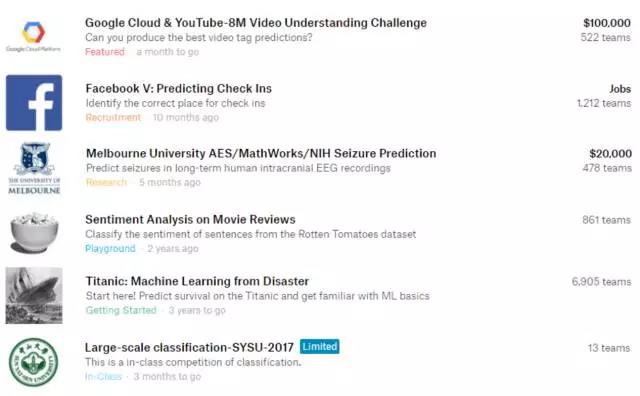 Google Cloud & YouTube-8M Video Understanding Challenge
$100,000
Can you produce the best video tag predictions?
522 teams
Featured · a month to go
Google Cloud Platform
Facebook V: Predicting Check Ins
Jobs
Identify the correct place for check ins
1,212 teams
Recruitment · 10 months ago
f
Melbourne University AES/MathWorks/NIH Seizure Prediction
$20,000
Predict seizures in long-term human intracranial EEG recordings
478 teams
Research · 5 months ago
THE UNIVERSITY OF
MELBOURNE
Sentiment Analysis on Movie Reviews
861 teams
Classify the sentiment of sentences from the Rotten Tomatoes dataset
Playground · 2 years ago
Titanic: Machine Learning from Disaster
6,905 teams
Start here! Predict survival on the Titanic and get familiar with ML basics
Getting Started · 3 years to go
Large-scale classification-SYSU-2017 Limited
13 teams
This is a in-class competition of classification.
In-Class · 3 months to go